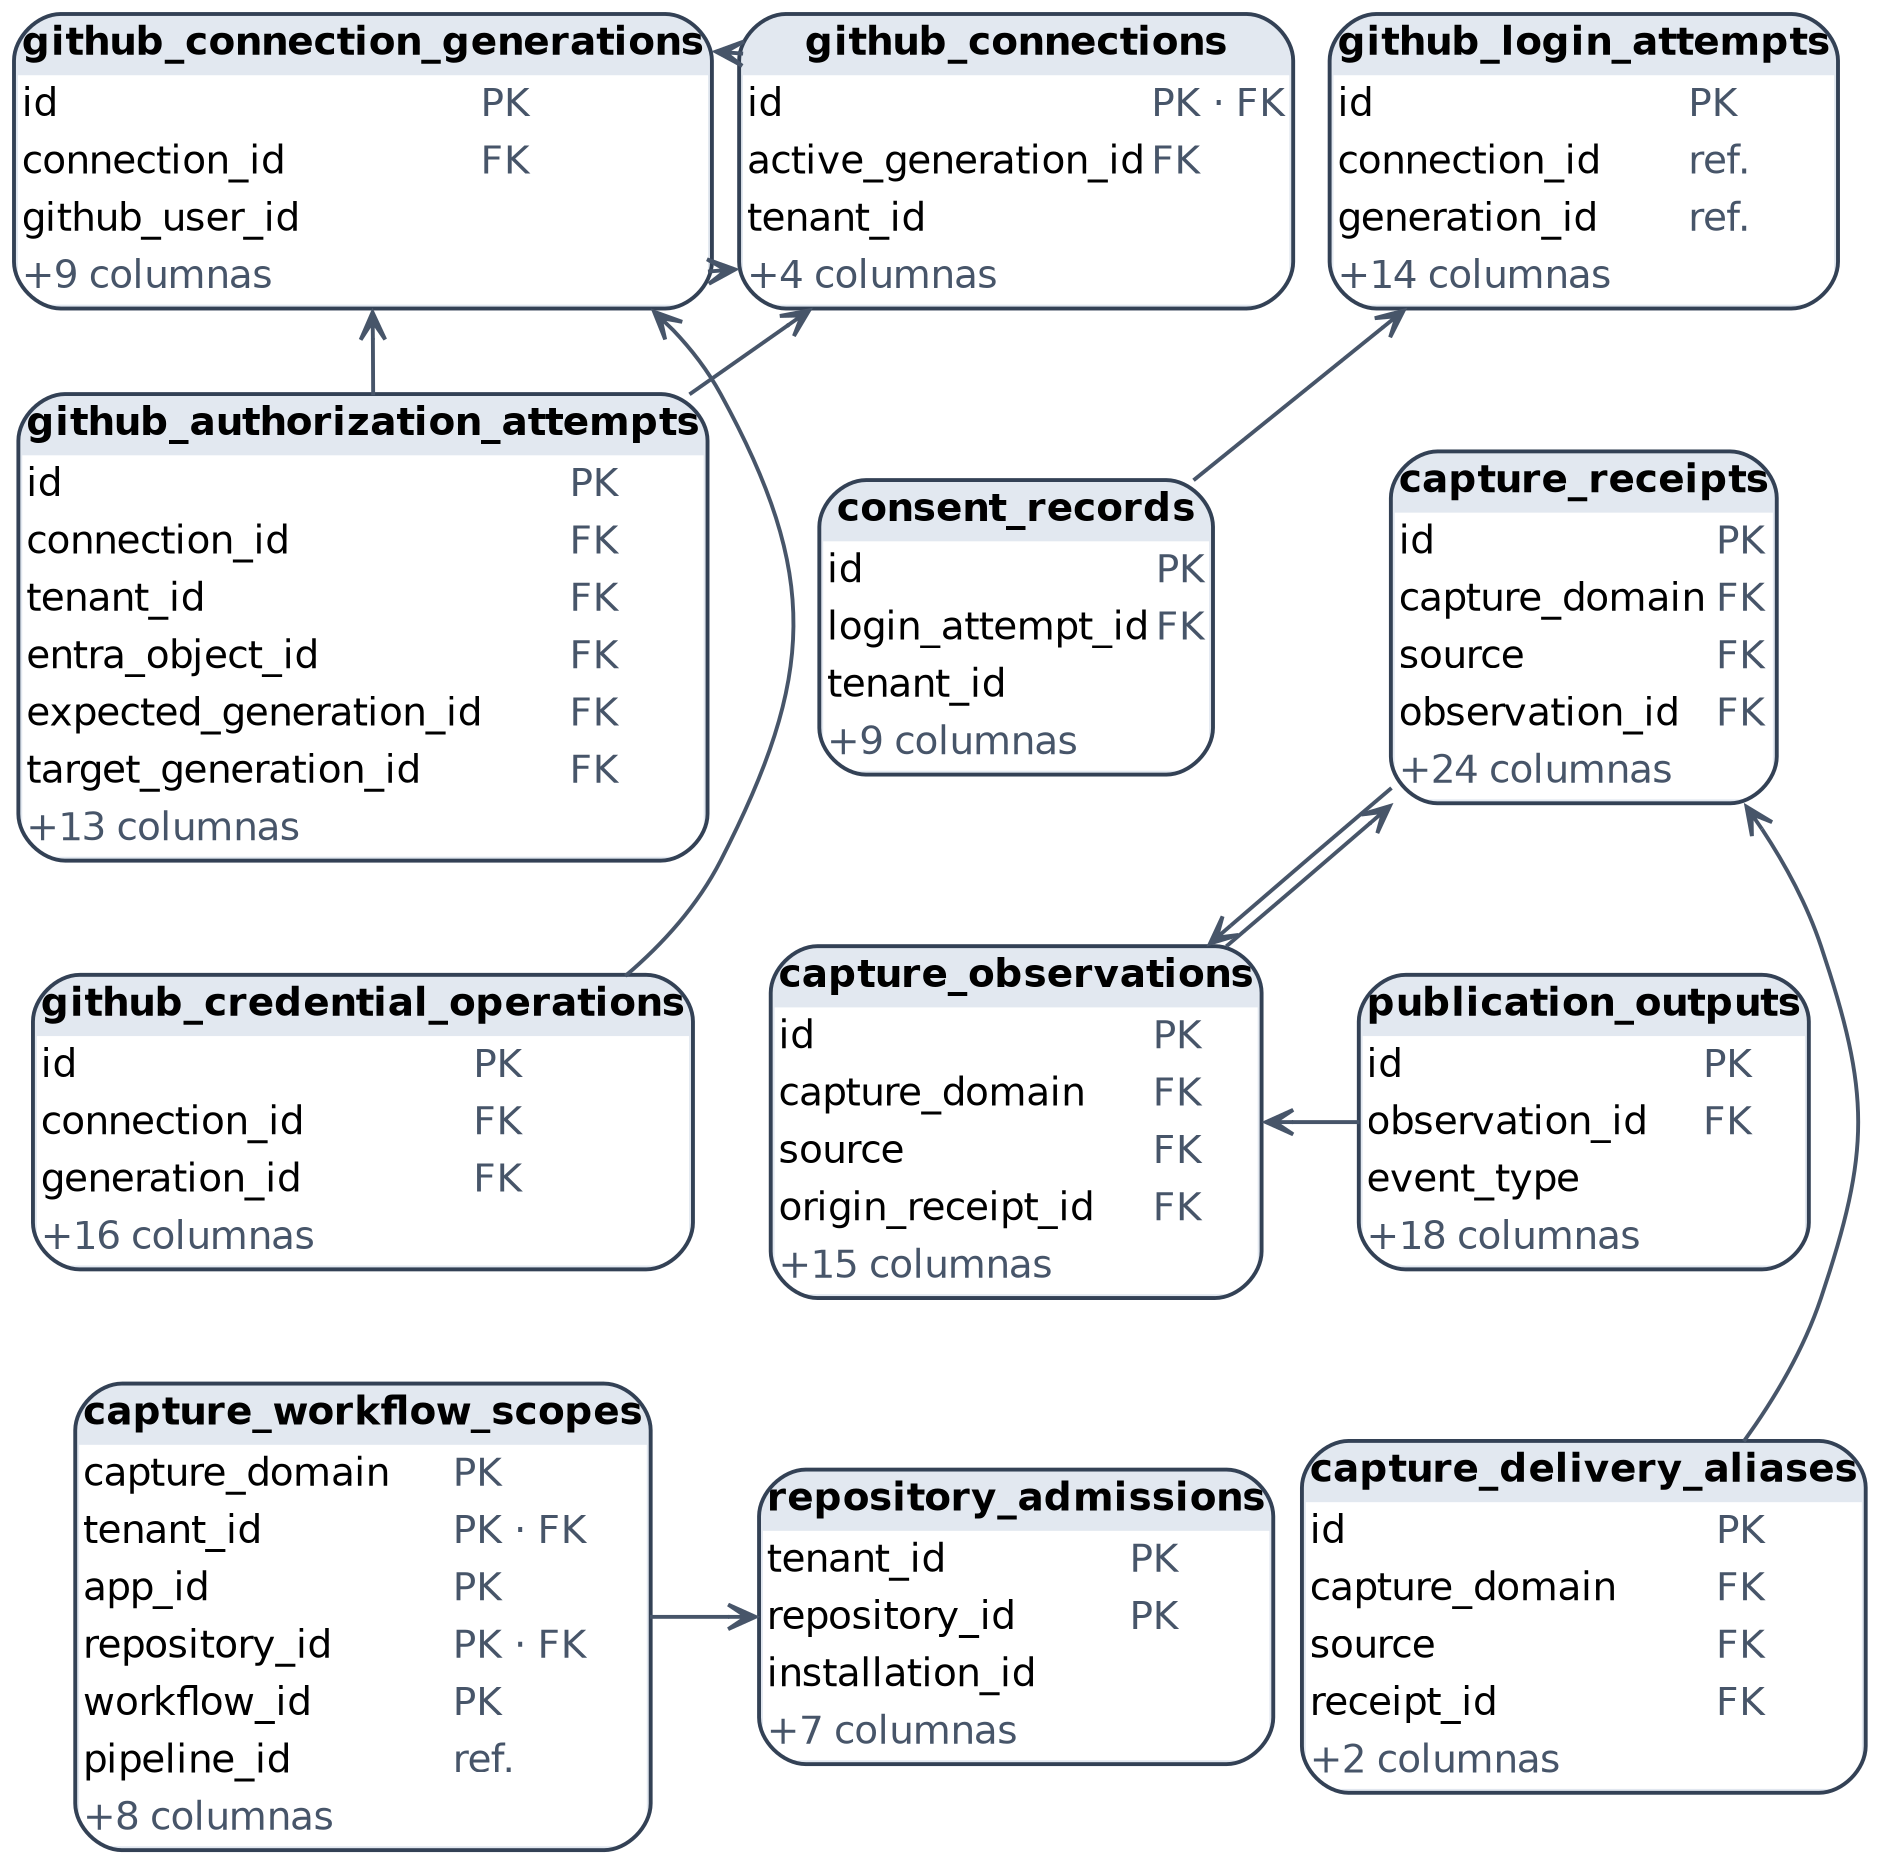 github_connection_generations
id PK
connection_id FK
github_user_id
+9 columnas
github_connections
id PK · FK
active_generation_id FK
tenant_id
+4 columnas
github_login_attempts
id PK
connection_id ref.
generation_id ref.
+14 columnas
github_authorization_attempts
id PK
connection_id FK
tenant_id FK
entra_object_id FK
expected_generation_id FK
target_generation_id FK
+13 columnas
consent_records
id PK
login_attempt_id FK
tenant_id
+9 columnas
capture_receipts
id PK
capture_domain FK
source FK
observation_id FK
+24 columnas
github_credential_operations
id PK
connection_id FK
generation_id FK
+16 columnas
capture_observations
id PK
capture_domain FK
source FK
origin_receipt_id FK
+15 columnas
publication_outputs
id PK
observation_id FK
event_type
+18 columnas
capture_workflow_scopes
capture_domain PK
tenant_id PK · FK
app_id PK
repository_id PK · FK
workflow_id PK
pipeline_id ref.
+8 columnas
repository_admissions
tenant_id PK
repository_id PK
installation_id
+7 columnas
capture_delivery_aliases
id PK
capture_domain FK
source FK
receipt_id FK
+2 columnas